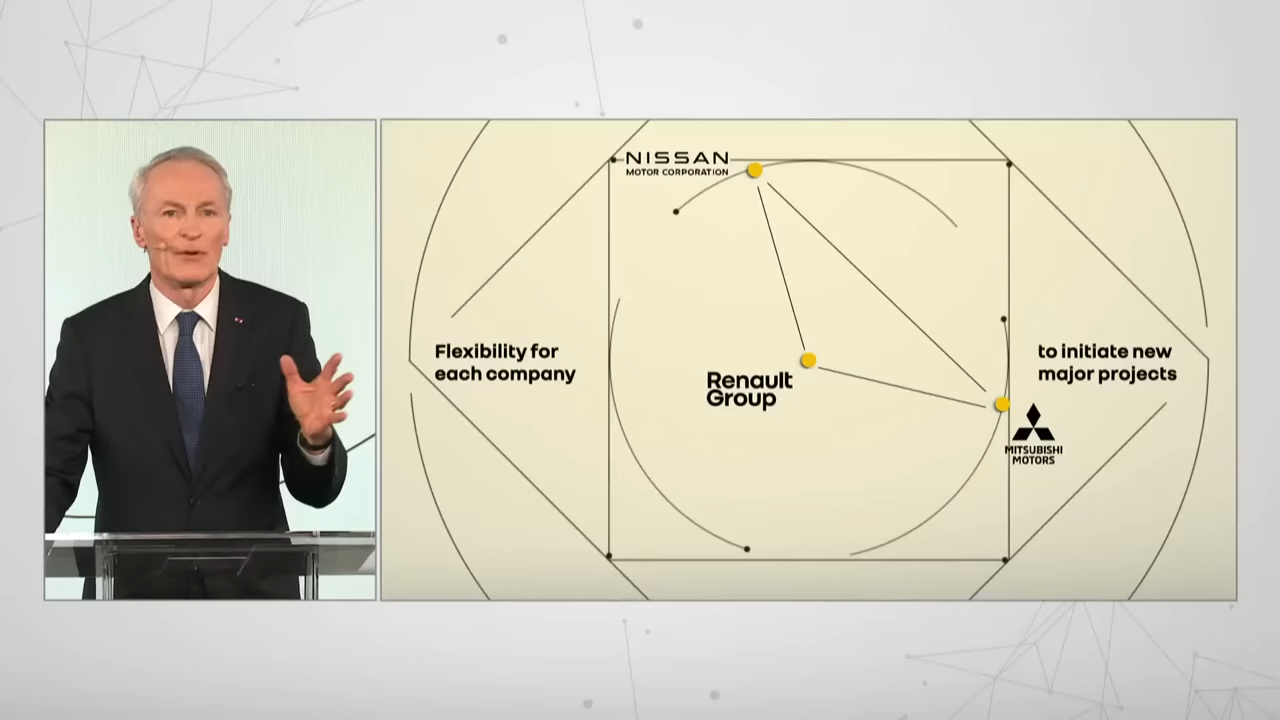 NISSAN
MOTOR CORPORATION
Flexibility for
each company
Renault
Group
to initiate new
major projects
MITSUBISHI
MOTORS